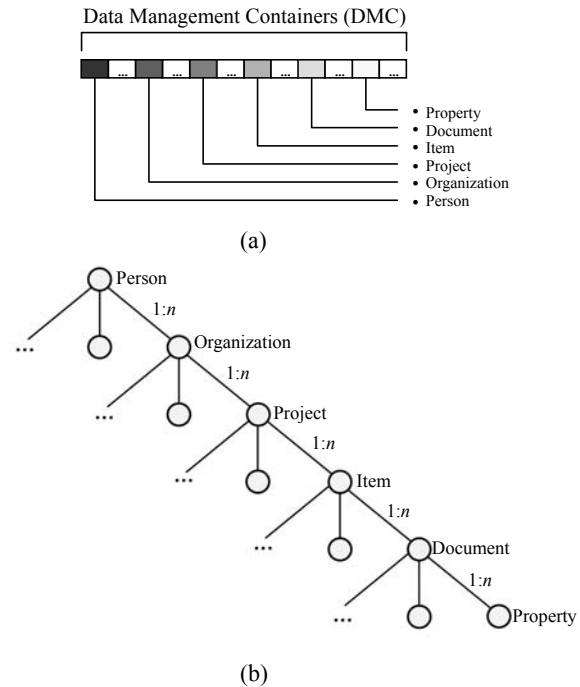 Data Management Containers (DMC)
... ... ... ... ... ...
• Property
• Document
• Item
• Project
• Organization
• Person
(a)
Person
1:n
... Organization
1:n
... Project
1:n
... Item
1:n
... Document
1:n
... Property
(b)